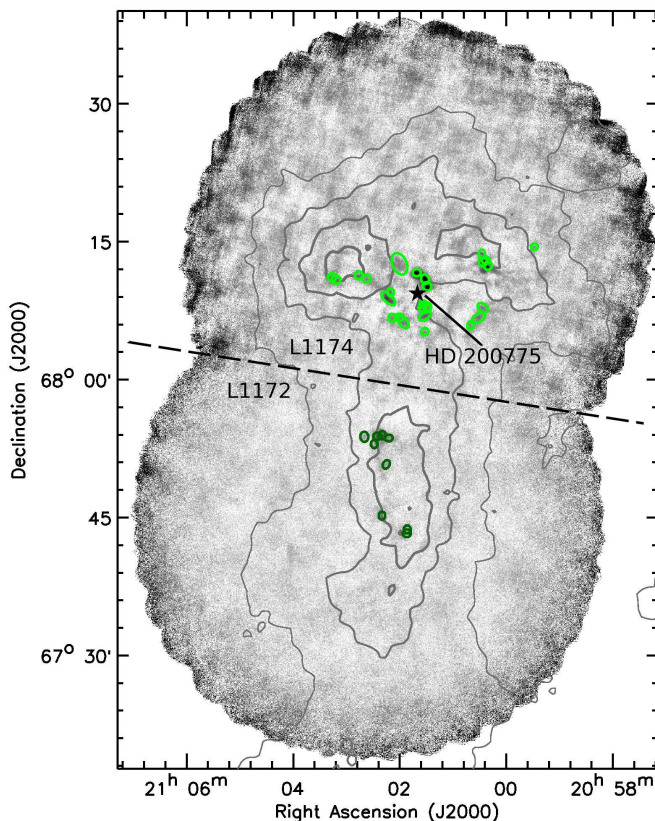 30
15
L1174
HD 200775
68° 00'
L1172
45
67° 30'
21ʰ 06ᵐ 04 02 00 20ʰ 58ᵐ
Right Ascension (J2000)
Declination (J2000)